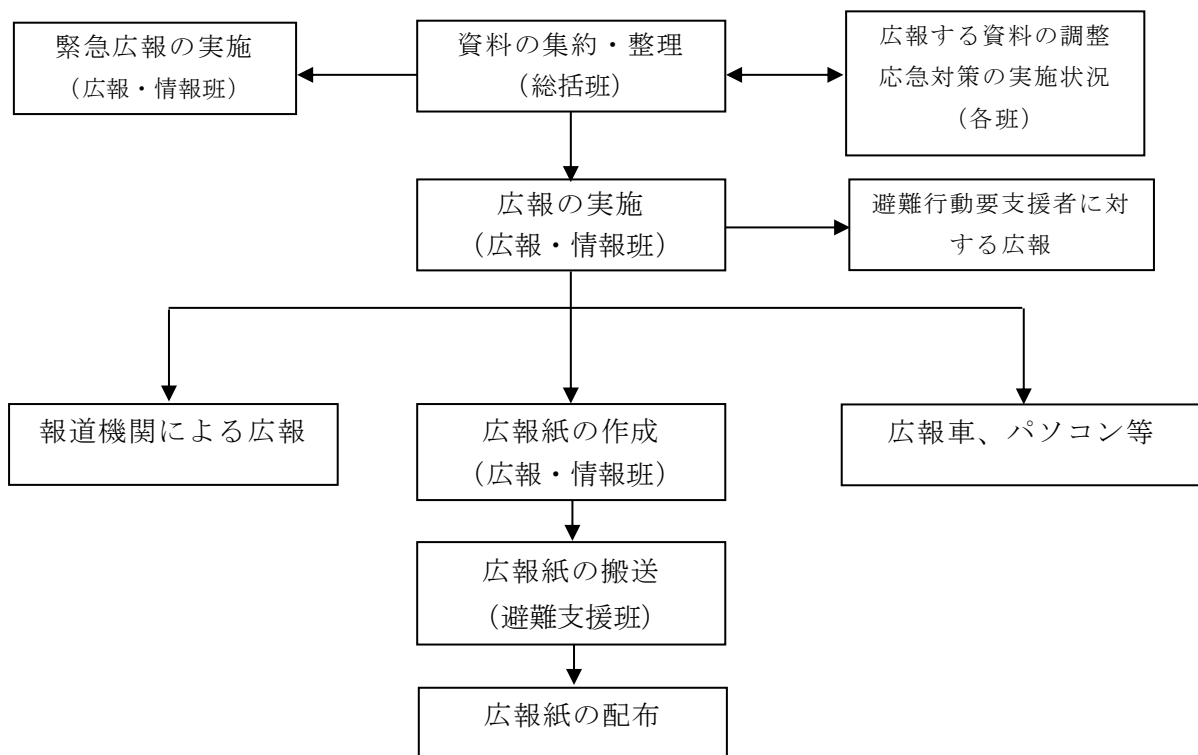 緊急広報の実施
（広報・情報班）
資料の集約・整理
（総括班）
広報する資料の調整
応急対策の実施状況
（各班）
広報の実施
（広報・情報班）
避難行動要支援者に対
する広報
報道機関による広報
広報紙の作成
（広報・情報班）
広報車、パソコン等
広報紙の搬送
（避難支援班）
広報紙の配布